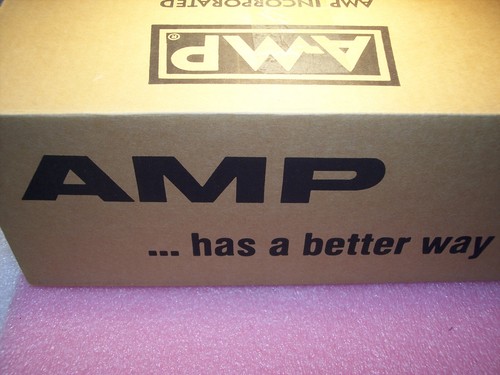 AMP INCORPORATED
AMP®
AMP
... has a better way